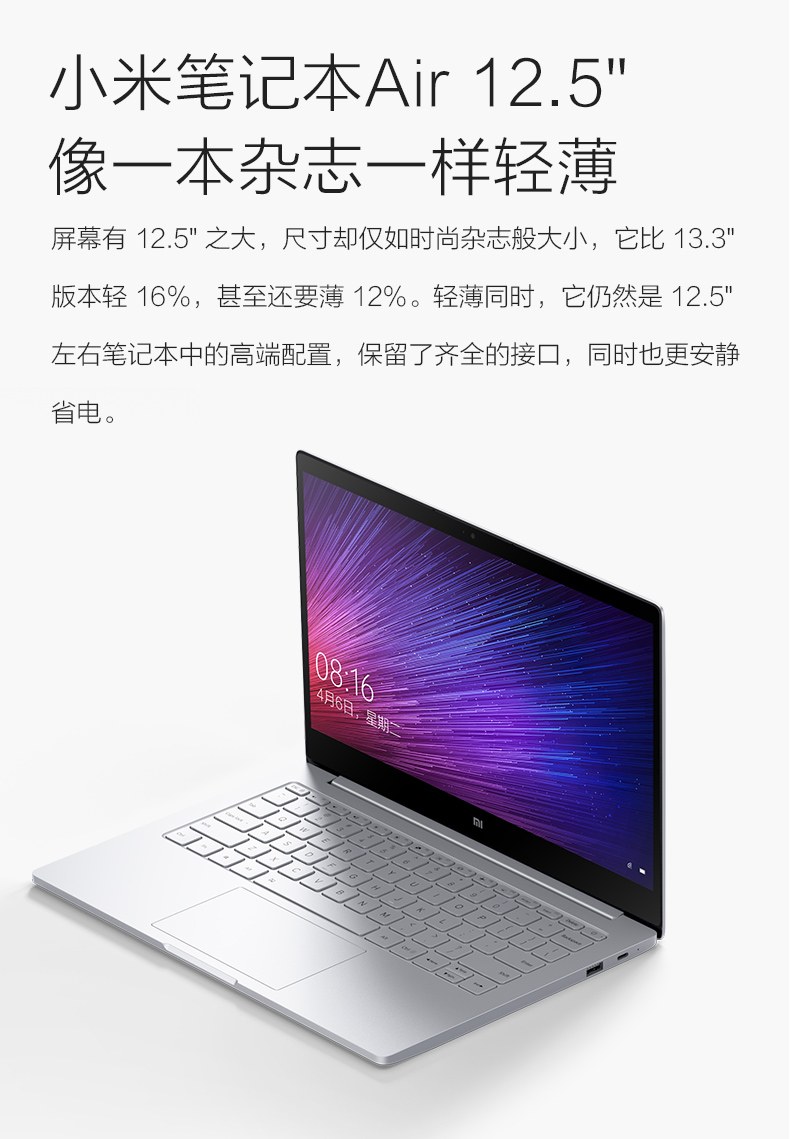 小米笔记本Air 12.5"
像一本杂志一样轻薄
屏幕有 12.5" 之大，尺寸却仅如时尚杂志般大小，它比 13.3"
版本轻 16%，甚至还要薄 12%。轻薄同时，它仍然是 12.5"
左右笔记本中的高端配置，保留了齐全的接口，同时也更安静
省电。
08:16
4月6日，星期二
mi